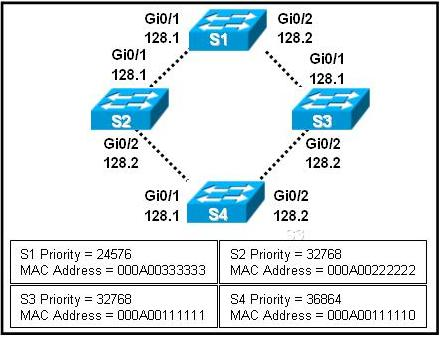 Gi0/1
128.1
S1
Gi0/2
128.2
Gi0/1
128.1
Gi0/1
128.1
S2
S3
Gi0/2
128.2
Gi0/2
128.2
Gi0/1
128.1
S4
Gi0/2
128.2
S3
S1 Priority = 24576
MAC Address = 000A00333333
S2 Priority = 32768
MAC Address = 000A00222222
S3 Priority = 32768
MAC Address = 000A00111111
S4 Priority = 36864
MAC Address = 000A00111110